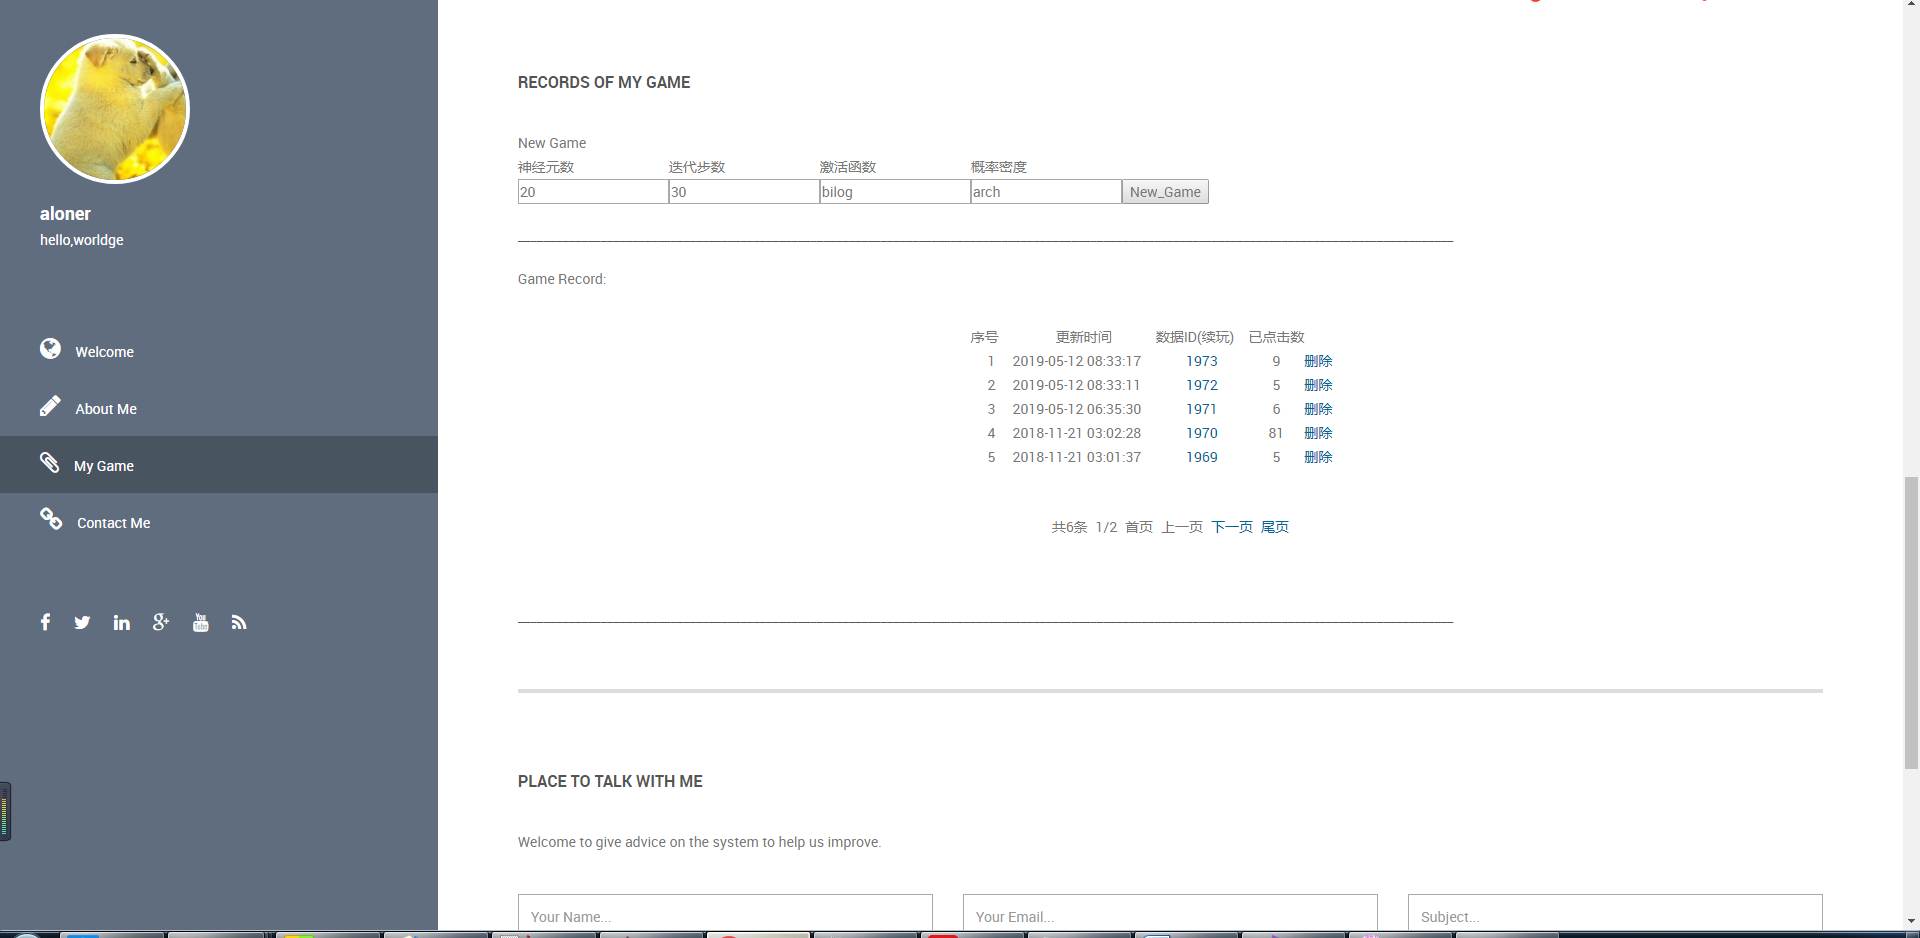 aloner
hello,worldge
Welcome
About Me
My Game
Contact Me
RECORDS OF MY GAME
New Game
神经元数 迭代步数 激活函数 概率密度
20 30 bilog arch New_Game
Game Record:
序号 更新时间 数据ID(续玩) 已点击数
1 2019-05-12 08:33:17 1973 9 删除
2 2019-05-12 08:33:11 1972 5 删除
3 2019-05-12 06:35:30 1971 6 删除
4 2018-11-21 03:02:28 1970 81 删除
5 2018-11-21 03:01:37 1969 5 删除
共6条 1/2 首页 上一页 下一页 尾页
PLACE TO TALK WITH ME
Welcome to give advice on the system to help us improve.
Your Name... Your Email... Subject...